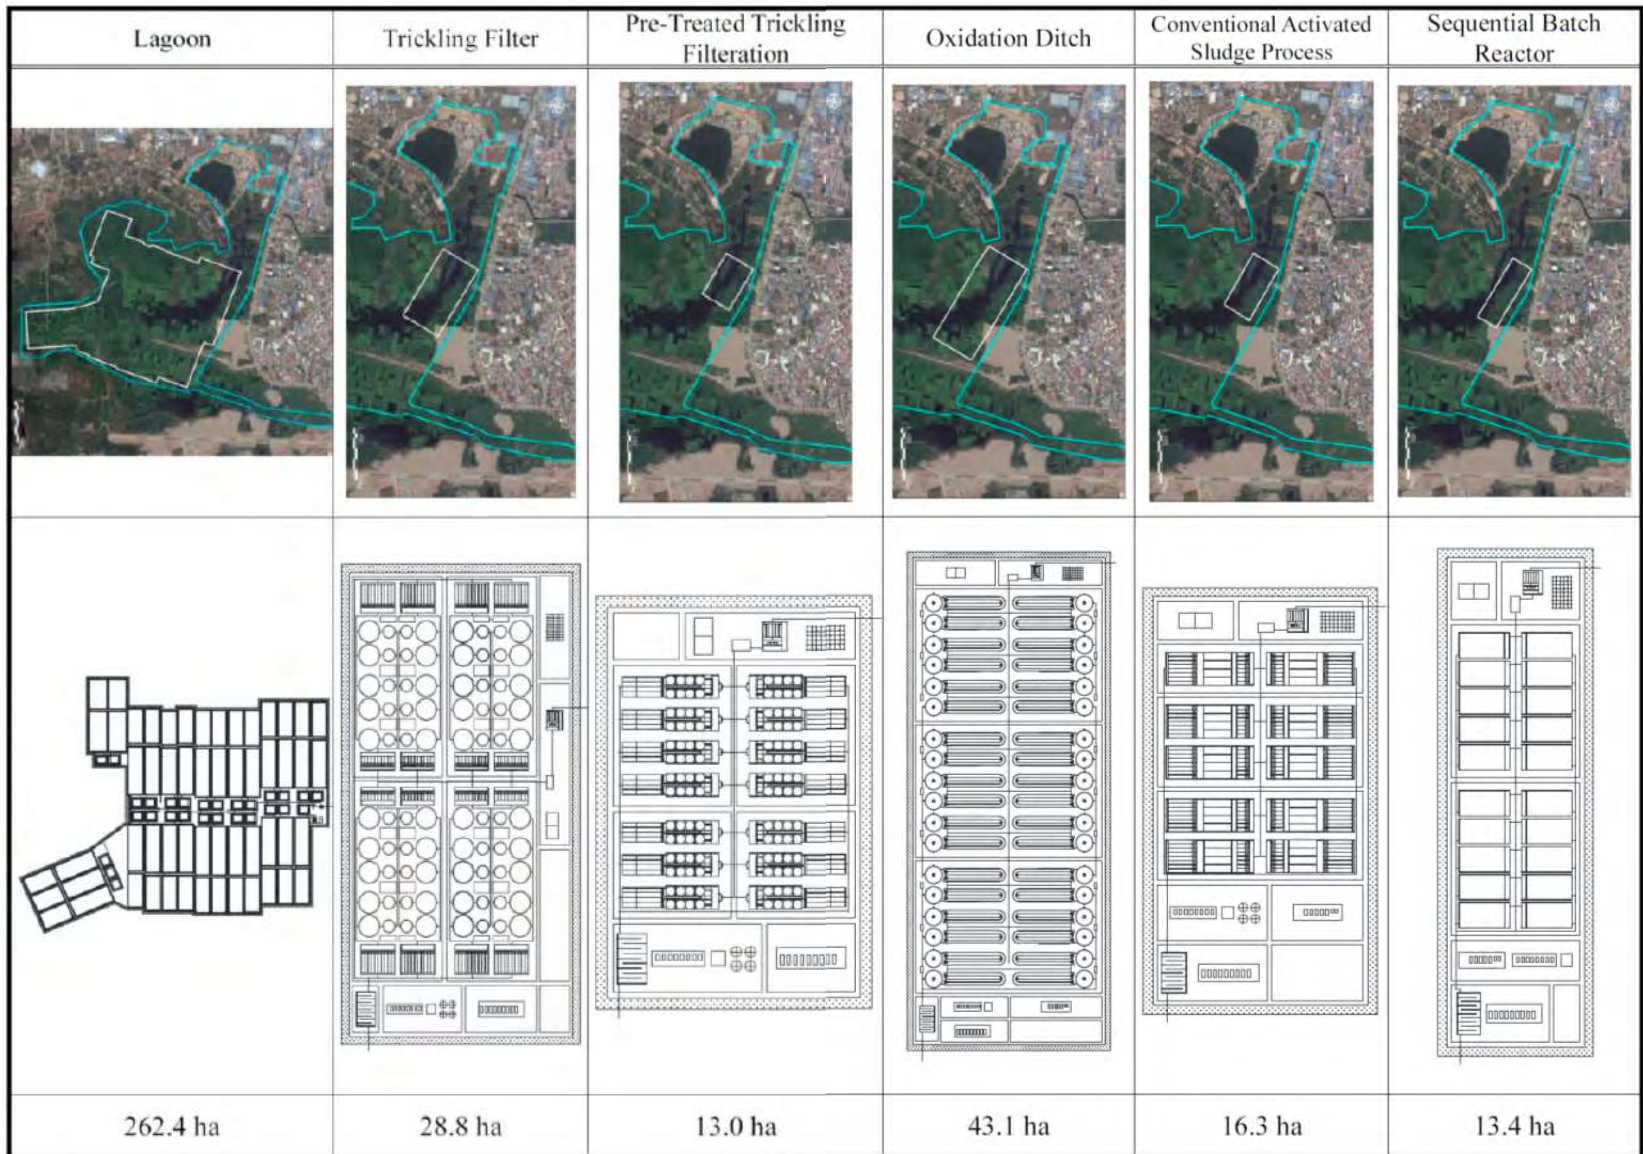 Lagoon
Trickling Filter
Pre-Treated Trickling
Filteration
Oxidation Ditch
Conventional Activated
Sludge Process
Sequential Batch
Reactor
262.4 ha
28.8 ha
13.0 ha
43.1 ha
16.3 ha
13.4 ha